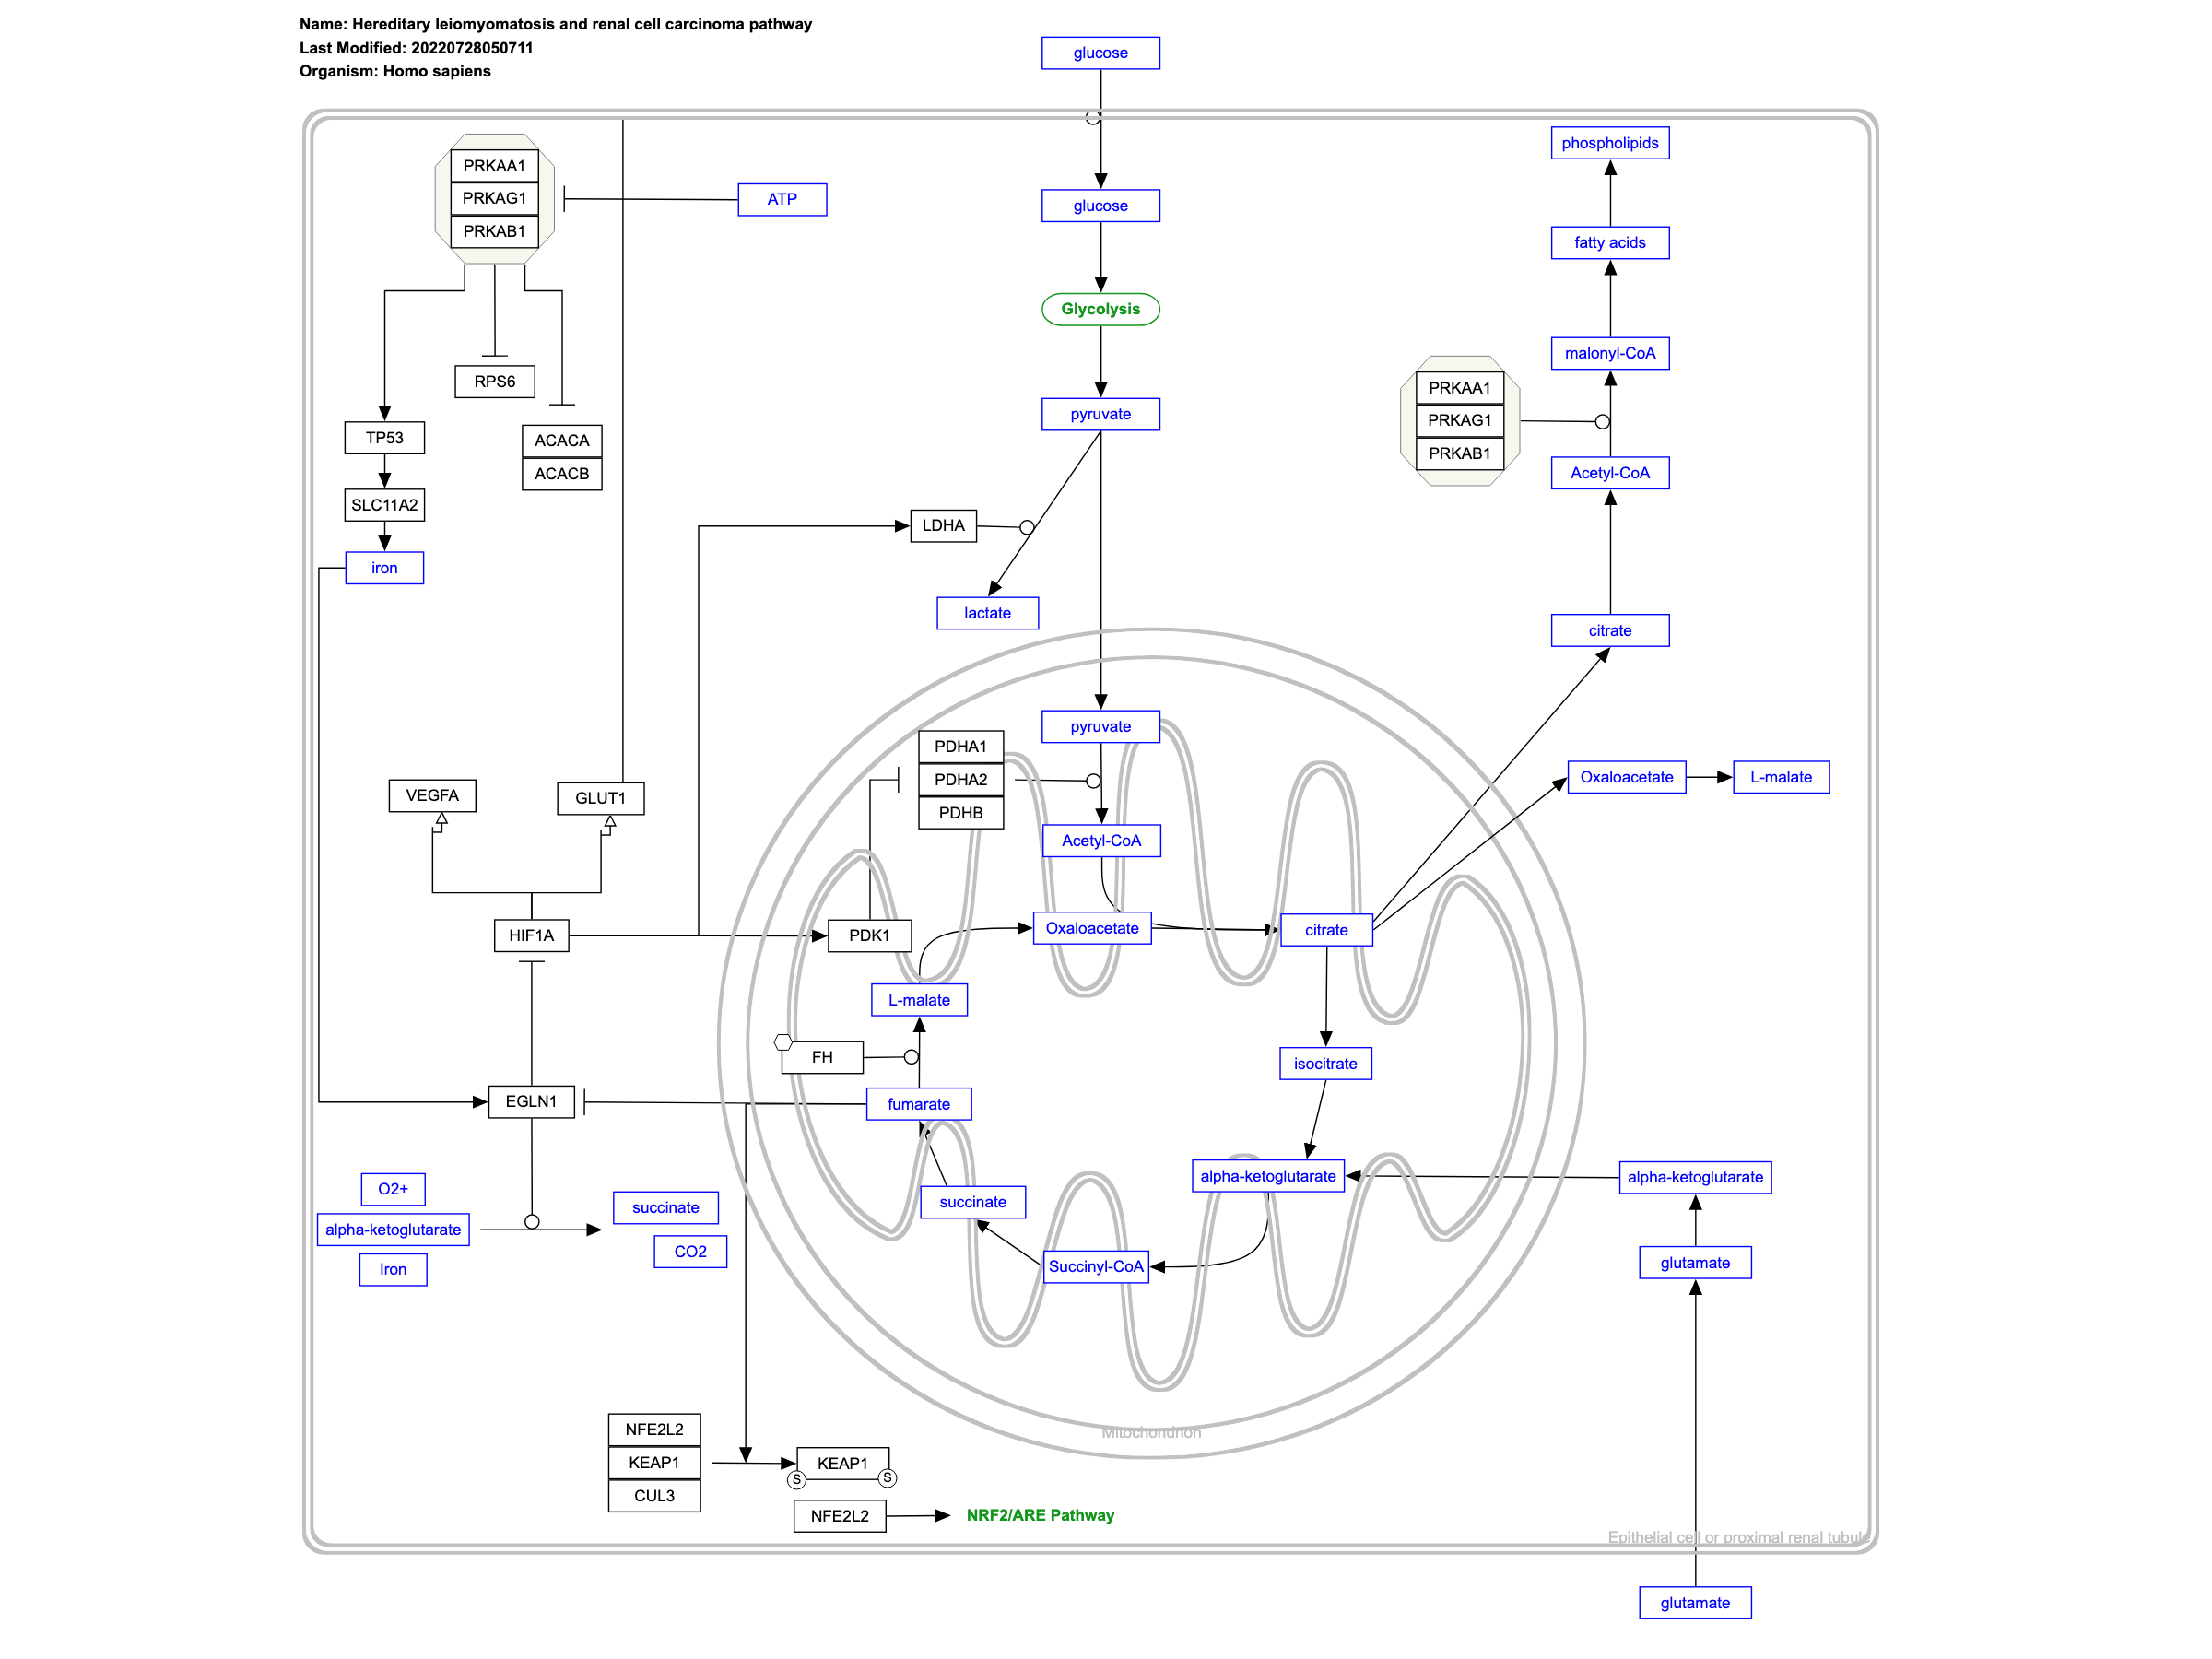 Name: Hereditary leiomyomatosis and renal cell carcinoma pathway
Last Modified: 20220728050711
Organism: Homo sapiens
glucose
phospholipids
PRKAA1
PRKAG1
PRKAB1
ATP
glucose
fatty acids
Glycolysis
malonyl-CoA
RPS6
PRKAA1
PRKAG1
PRKAB1
pyruvate
TP53
ACACA
ACACB
Acetyl-CoA
SLC11A2
LDHA
iron
lactate
citrate
pyruvate
PDHA1
PDHA2
PDHB
Oxaloacetate
L-malate
VEGFA
GLUT1
Acetyl-CoA
HIF1A
PDK1
Oxaloacetate
citrate
L-malate
FH
isocitrate
EGLN1
fumarate
alpha-ketoglutarate
alpha-ketoglutarate
O2+
succinate
succinate
alpha-ketoglutarate
CO2
Iron
Succinyl-CoA
glutamate
Mitochondrion
NFE2L2
KEAP1
CUL3
KEAP1
S
S
NFE2L2
NRF2/ARE Pathway
Epithelial cell or proximal renal tubule
glutamate